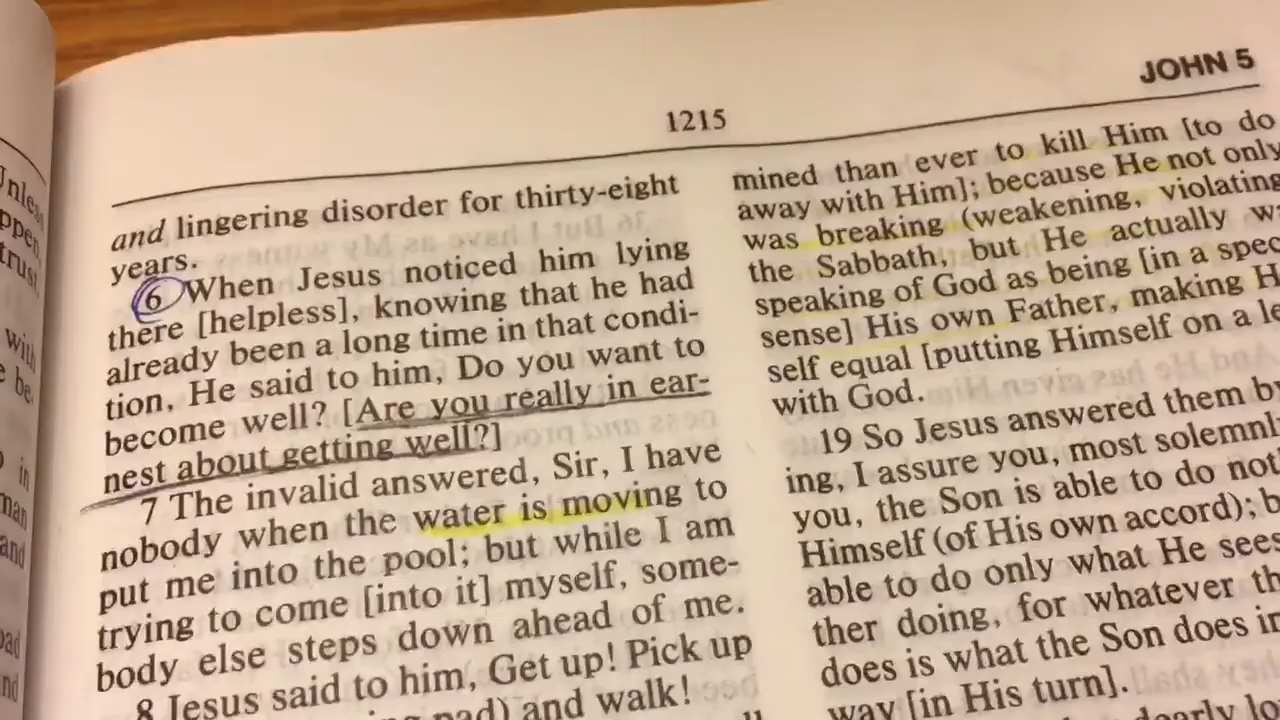 JOHN 5
1215
and lingering disorder for thirty-eight
years.
6 When Jesus noticed him lying
there [helpless], knowing that he had
already been a long time in that condi-
tion, He said to him, Do you want to
become well? [Are you really in ear-
nest about getting well?]
7 The invalid answered, Sir, I have
nobody when the water is moving to
put me into the pool; but while I am
trying to come [into it] myself, some-
body else steps down ahead of me.
8 Jesus said to him, Get up! Pick up
pad) and walk!
mined than ever to kill Him [to do
away with Him]; because He not only
was breaking (weakening, violating
the Sabbath, but He actually
speaking of God as being [in a
sense] His own Father, making
self equal [putting Himself on a
with God.
19 So Jesus answered them
ing, I assure you, most
you, the Son is able to do
Himself (of His own accord);
able to do only what He sees
ther doing, for whatever
does is what the Son does
way [in His turn].
dearly